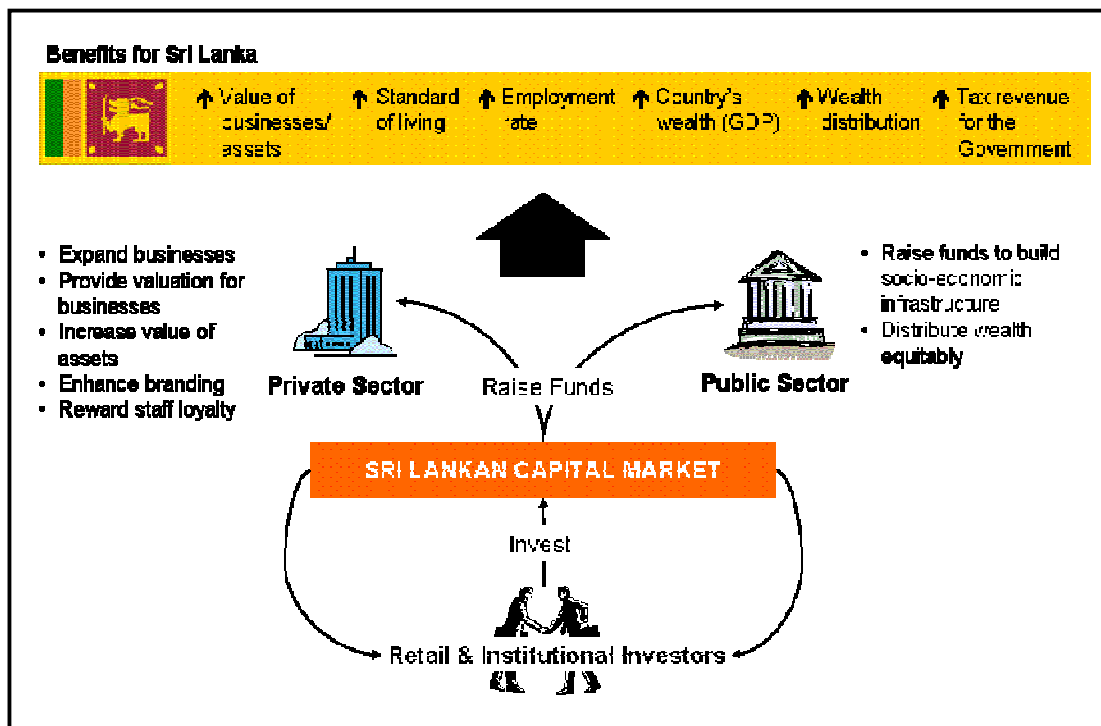 Benefits for Sri Lanka
Value of
businesses/
assets
Standard
of living
Employment
rate
Country's
wealth (GDP)
Wealth
distribution
Tax revenue
for the
Government
• Expand businesses
• Provide valuation for
businesses
• Increase value of
assets
• Enhance branding
• Reward staff loyalty
Private Sector
Raise Funds
Public Sector
• Raise funds to build
socio-economic
infrastructure
• Distribute wealth
equitably
SRI LANKAN CAPITAL MARKET
Invest
Retail & Institutional Investors